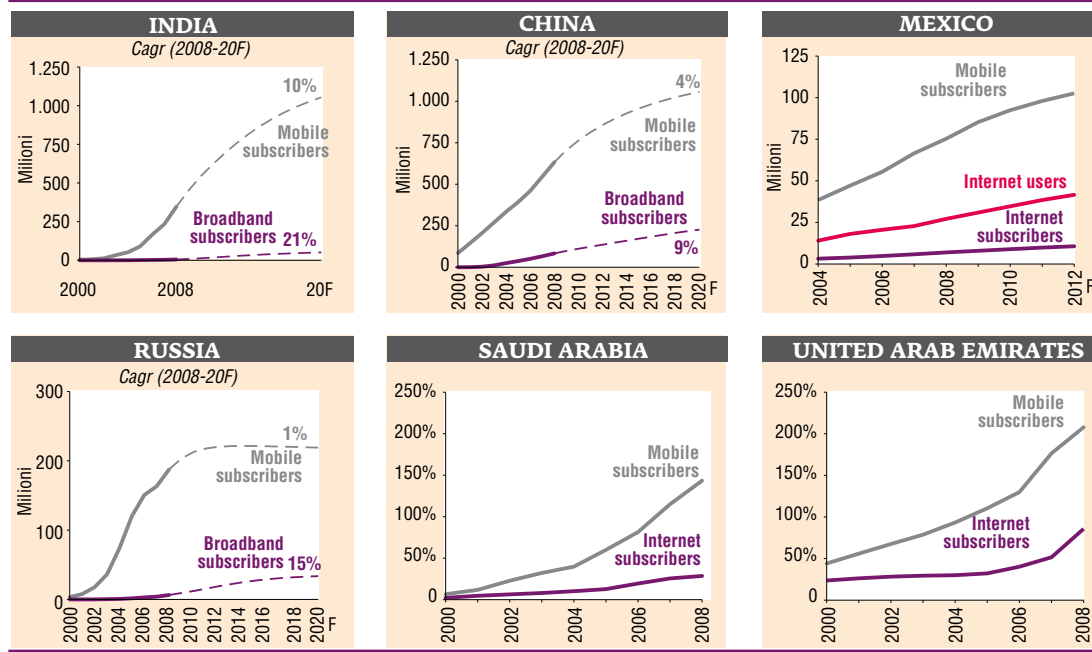 INDIA
Cagr (2008-20F)
1.250
1.000
750
500
250
0
Milioni
10%
Mobile
subscribers
Broadband
subscribers 21%
2000
2008
20F
CHINA
Cagr (2008-20F)
1.250
1.000
750
500
250
0
Milioni
4%
Mobile
subscribers
Broadband
subscribers
9%
2000
2002
2004
2006
2008
2010
2012
2014
2016
2018
2020 F
MEXICO
125
100
75
50
25
0
Milioni
Mobile
subscribers
Internet users
Internet
subscribers
2004
2006
2008
2010
2012 F
RUSSIA
Cagr (2008-20F)
300
200
100
0
Milioni
1%
Mobile
subscribers
Broadband
subscribers 15%
2000
2002
2004
2006
2008
2010
2012
2014
2016
2018
202F
SAUDI ARABIA
250%
200%
150%
100%
50%
0
Mobile
subscribers
Internet
subscribers
2000
2002
2004
2006
2008
UNITED ARAB EMIRATES
250%
200%
150%
100%
50%
0
Mobile
subscribers
Internet
subscribers
2000
2002
2004
2006
2008